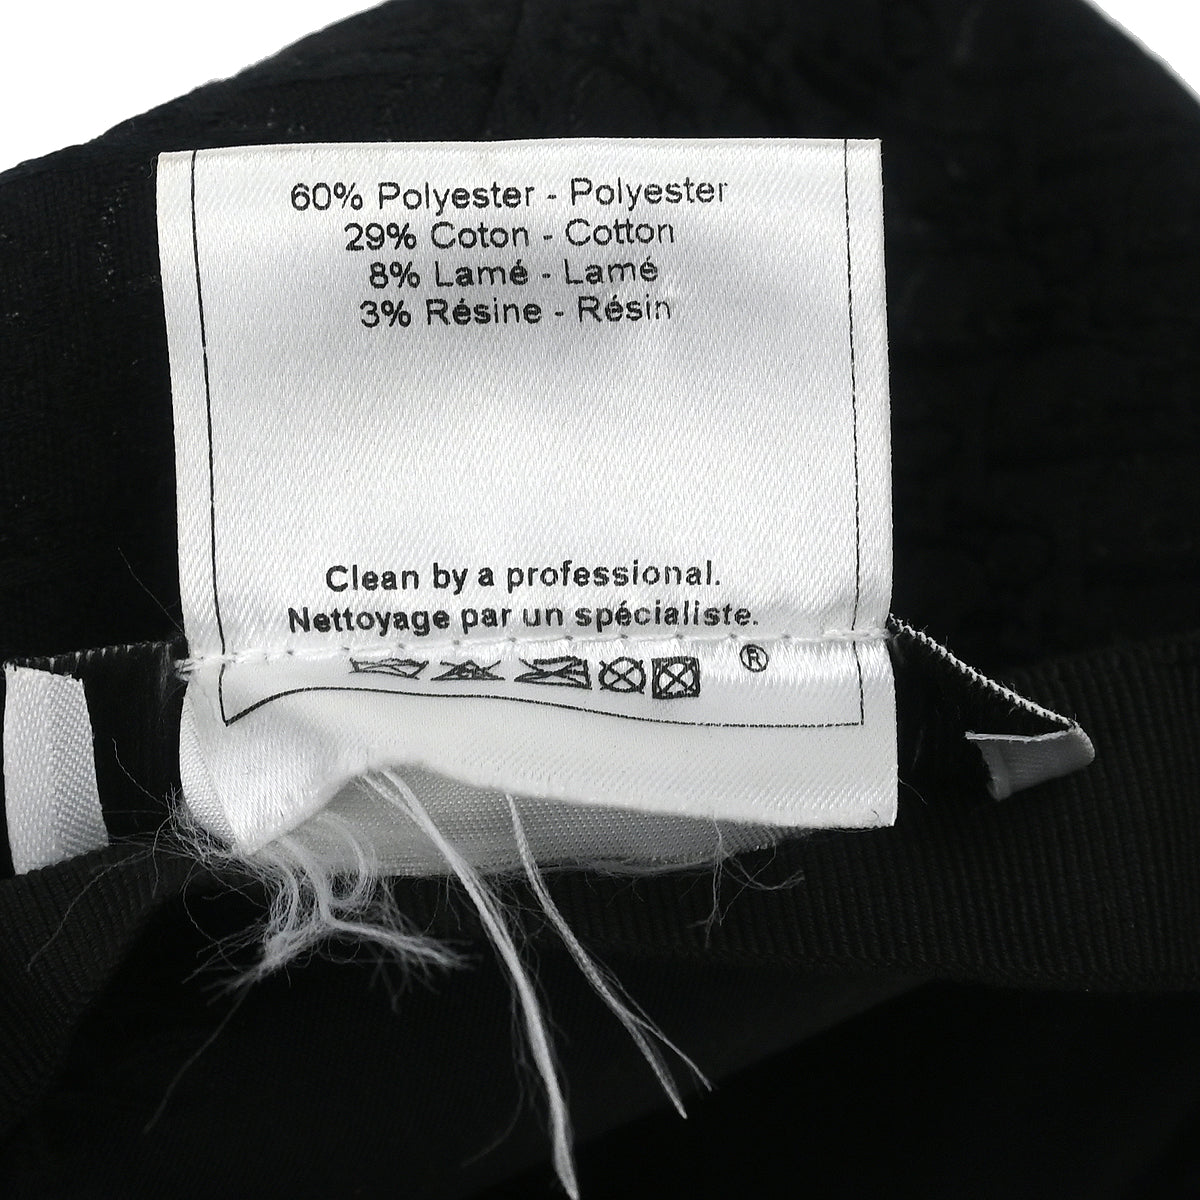 60% Polyester - Polyester
29% Coton - Cotton
8% Lamé - Lamé
3% Résine - Résin
Clean by a professional.
Nettoyage par un spécialiste.
®